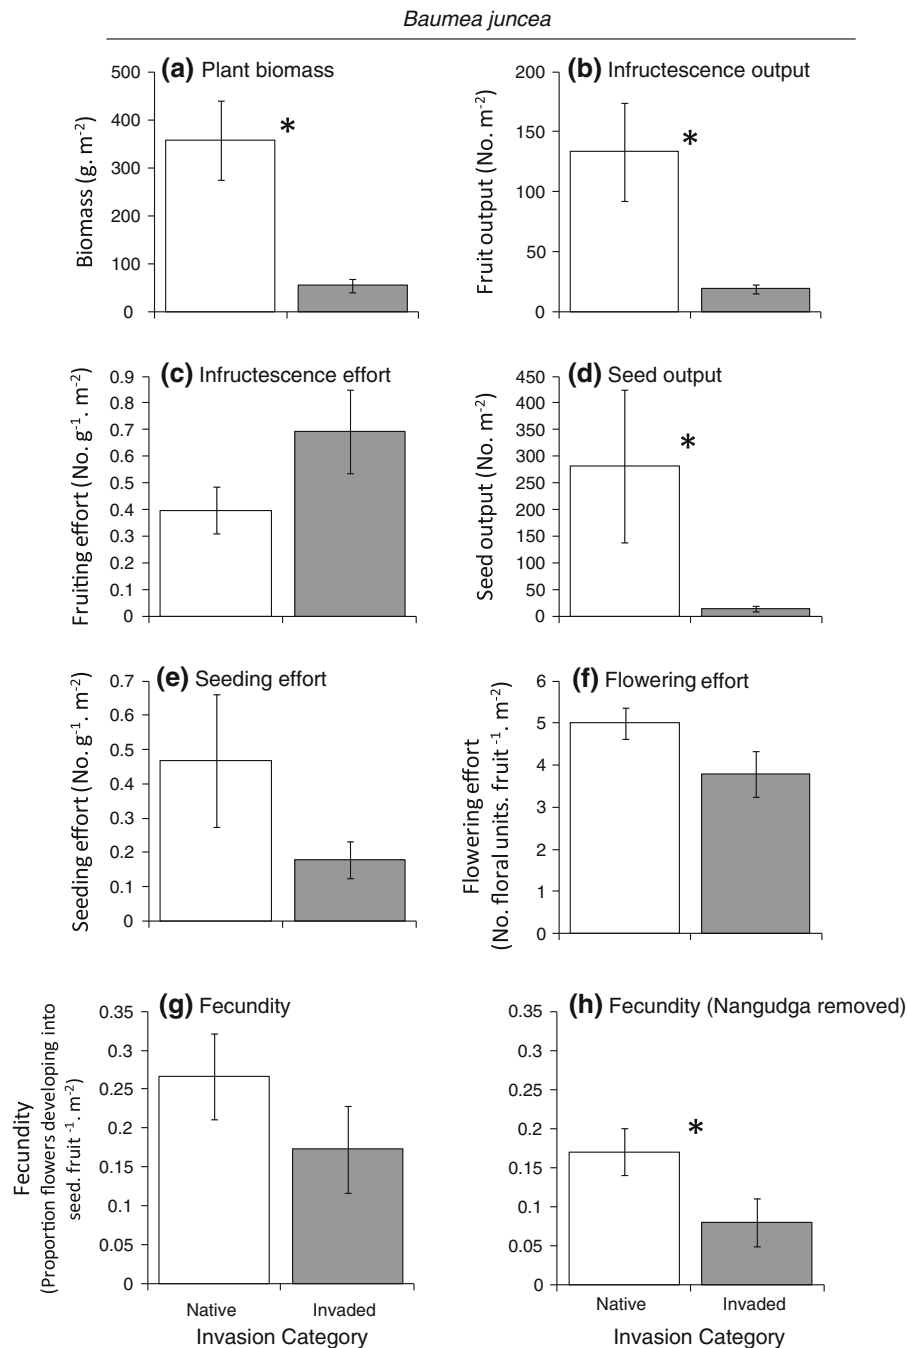 Baumea juncea
(a) Plant biomass
Biomass (g. m-2)
500
400
300
200
100
0
*
(b) Infructescence output
Fruit output (No. m-2)
200
150
100
50
0
*
(c) Infructescence effort
Fruiting effort (No. g-1. m-2)
0.9
0.8
0.7
0.6
0.5
0.4
0.3
0.2
0.1
0
(d) Seed output
Seed output (No. m-2)
450
400
350
300
250
200
150
100
50
0
*
(e) Seeding effort
Seeding effort (No. g-1. m-2)
0.7
0.6
0.5
0.4
0.3
0.2
0.1
0
(f) Flowering effort
Flowering effort
(No. floral units. fruit -1. m-2)
6
5
4
3
2
1
0
(g) Fecundity
Fecundity
(Proportion flowers developing into
seed. fruit -1. m-2)
0.35
0.3
0.25
0.2
0.15
0.1
0.05
0
Native Invaded
Invasion Category
(h) Fecundity (Nangudga removed)
0.35
0.3
0.25
0.2
0.15
0.1
0.05
0
*
Native Invaded
Invasion Category